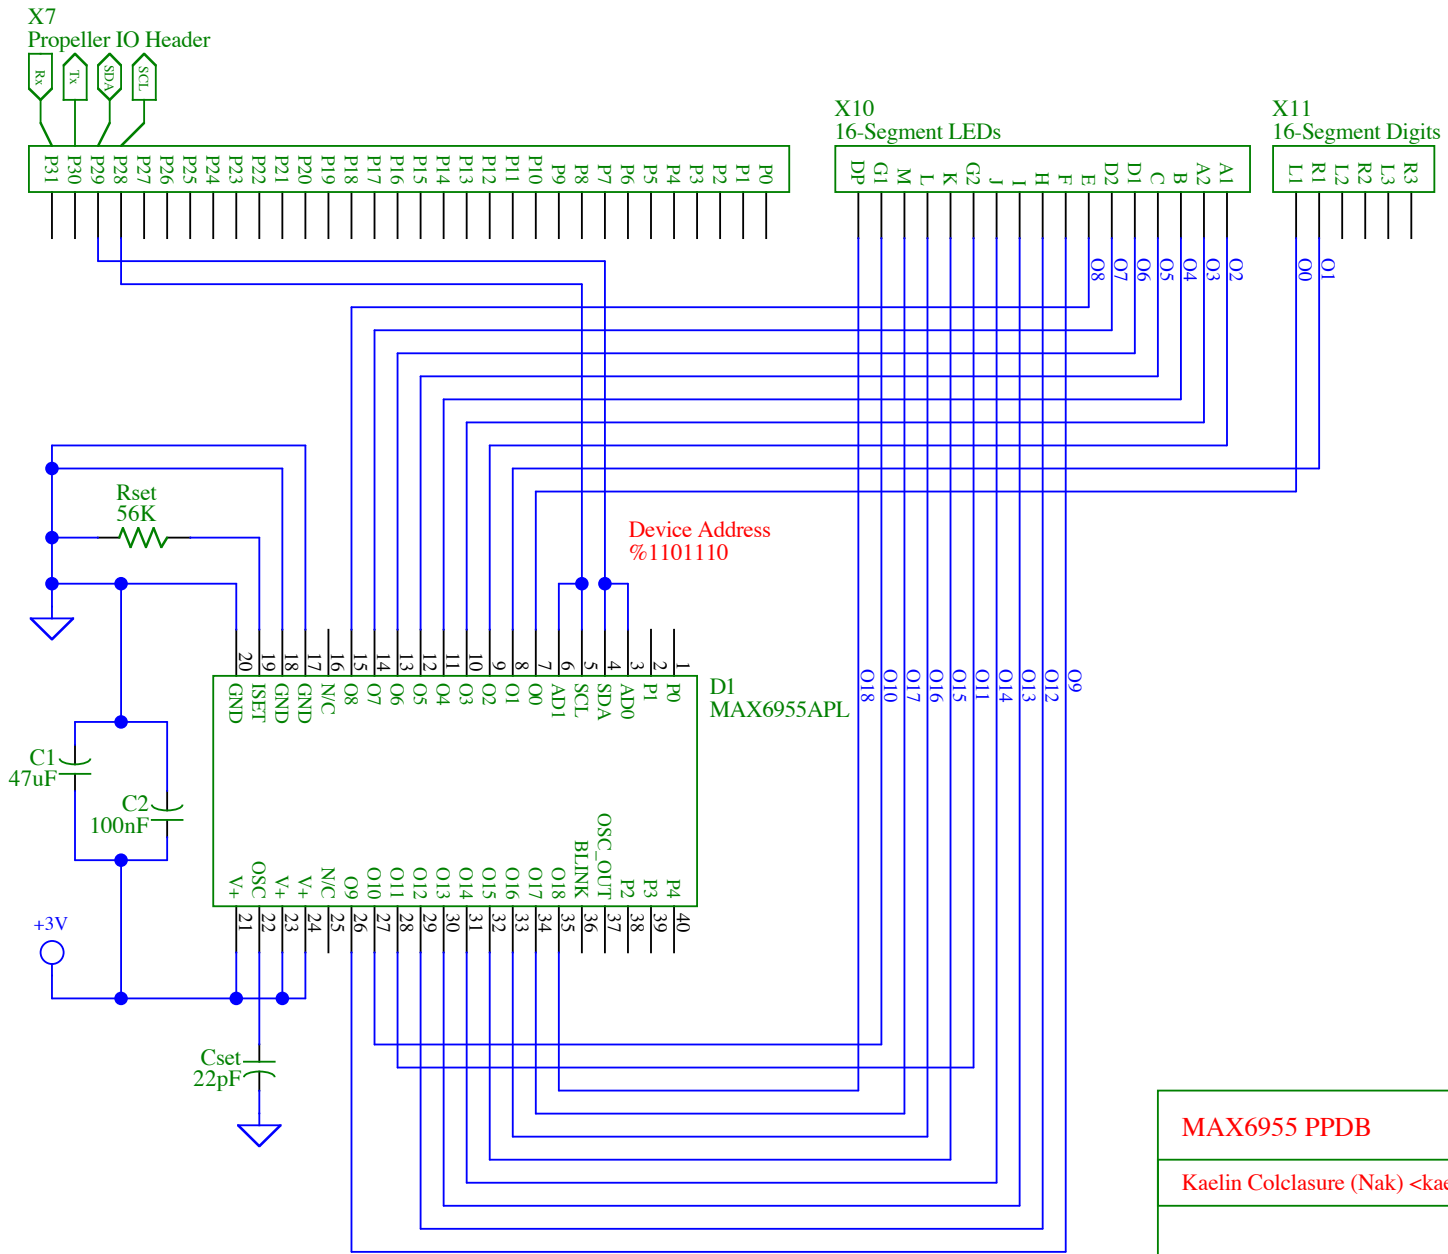 X7
Propeller IO Header
Rx
Tx
SDA
SCL
P31
P30
P29
P28
P27
P26
P25
P24
P23
P22
P21
P20
P19
P18
P17
P16
P15
P14
P13
P12
P11
P10
P9
P8
P7
P6
P5
P4
P3
P2
P1
P0
X10
16-Segment LEDs
DP
G1
M
L
K
G2
J
I
H
F
E
D2
D1
C
B
A2
A1
X11
16-Segment Digits
L1
R1
L2
R2
L3
R3
O8
O7
O6
O5
O4
O3
O2
O0
O1
Rset
56K
Device Address
%1101110
20
19
18
17
16
15
14
13
12
11
10
9
8
7
6
5
4
3
2
1
GND
ISET
GND
GND
N/C
O8
O7
O6
O5
O4
O3
O2
O1
O0
AD1
SCL
SDA
AD0
P1
P0
D1
MAX6955APL
O18
O10
O17
O16
O15
O11
O14
O13
O12
O9
C1
47uF
C2
100nF
V+
OSC
V+
V+
N/C
O9
O10
O11
O12
O13
O14
O15
O16
O17
O18
BLINK
OSC_OUT
P2
P3
P4
21
22
23
24
25
26
27
28
29
30
31
32
33
34
35
36
37
38
39
40
+3V
Cset
22pF
MAX6955 PPDB
Kaelin Colclasure (Nak) <kae